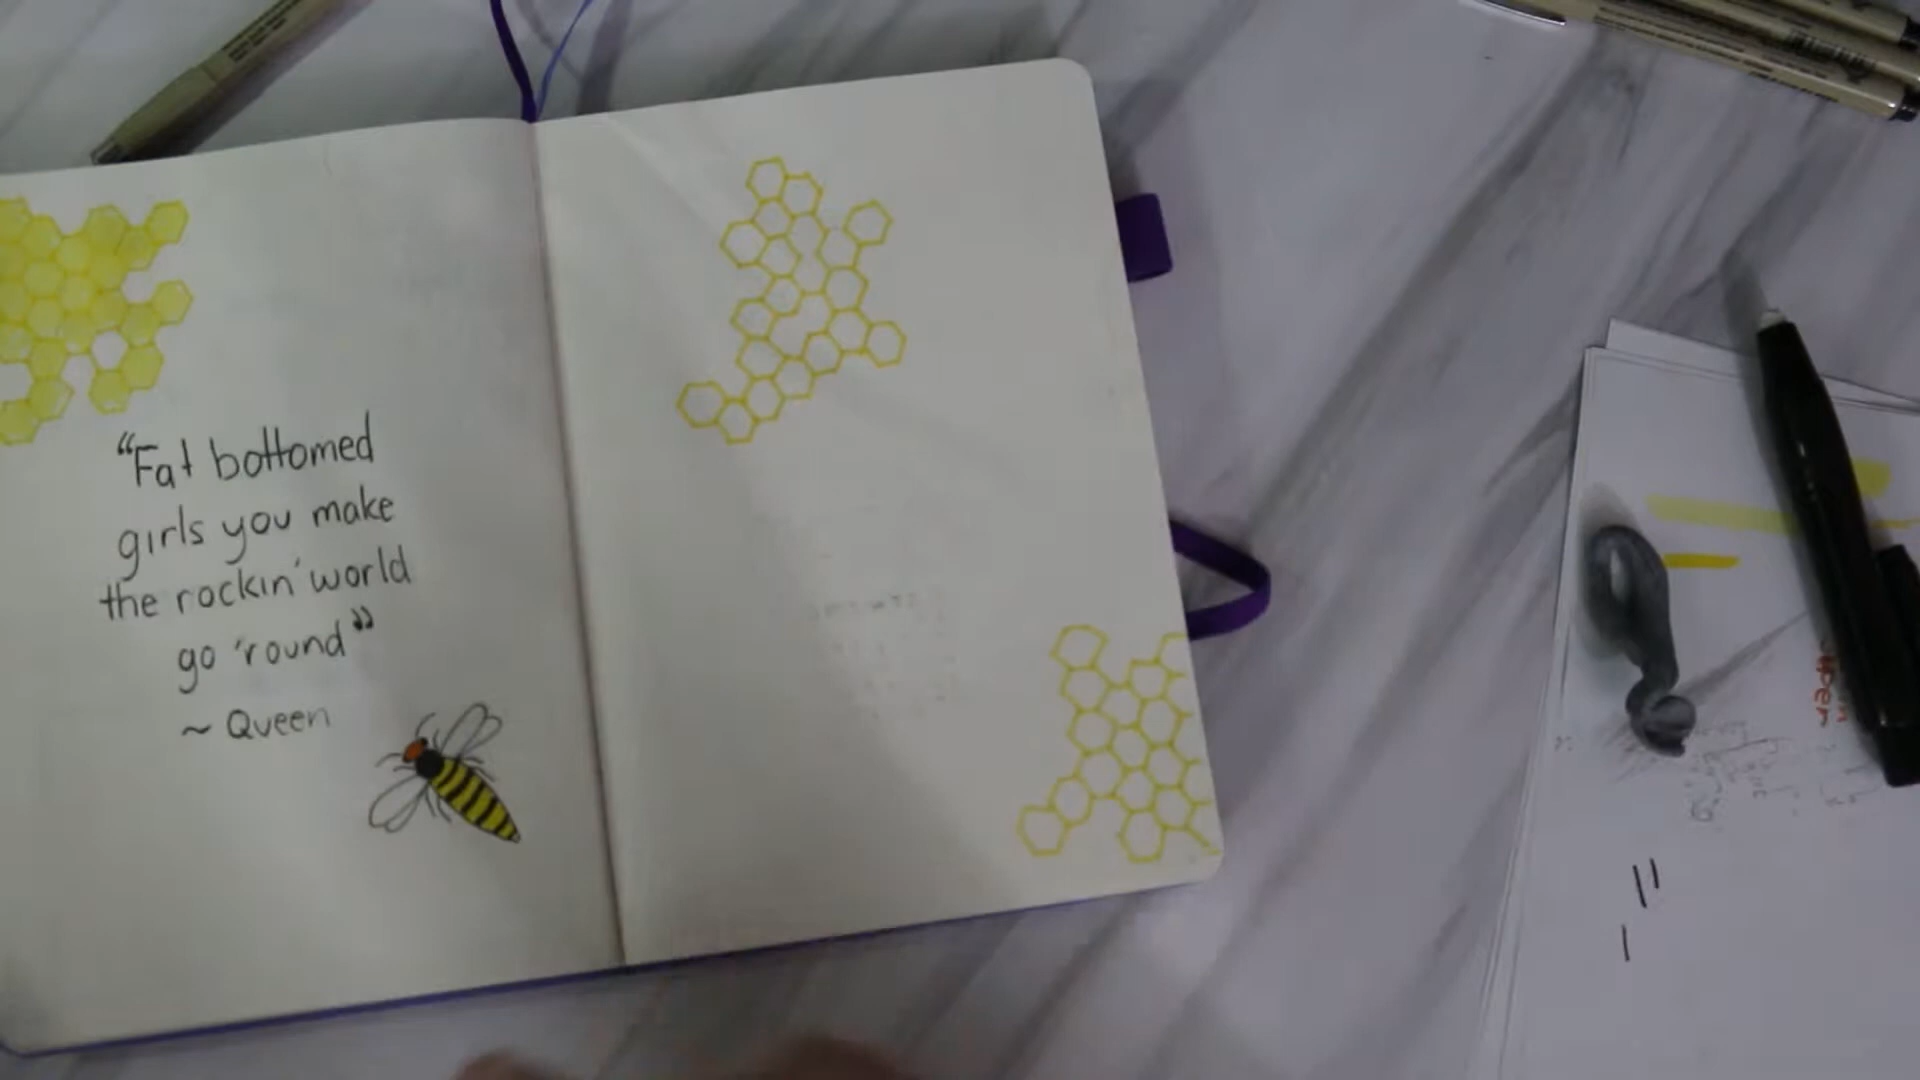 “Fat bottomed
girls you make
the rockin' world
go 'round”
~ Queen